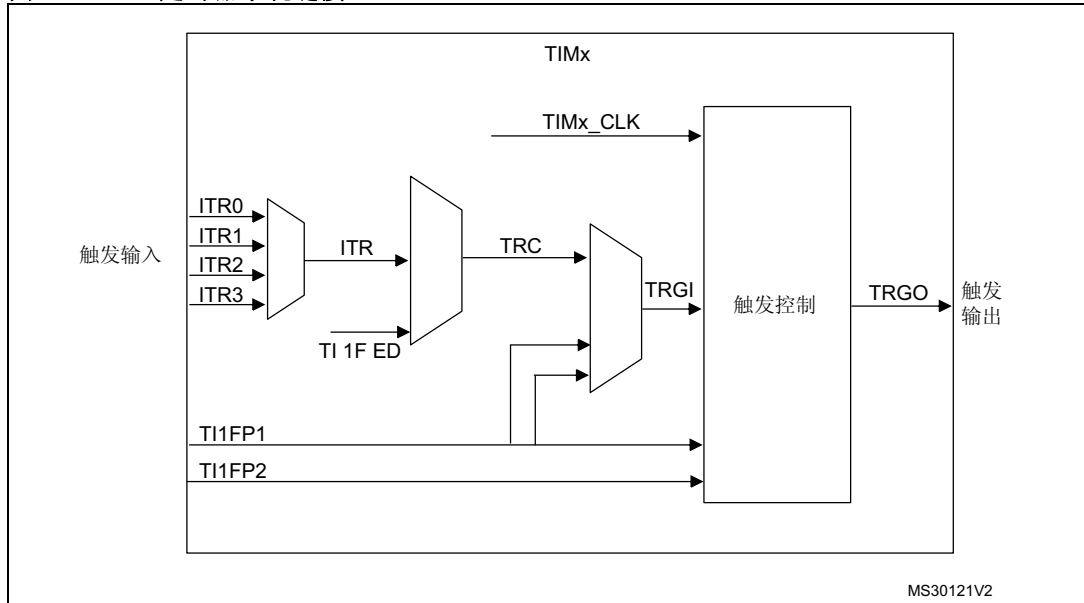 TIMx
TIMx_CLK
触发输入
ITR0
ITR1
ITR2
ITR3
ITR
TI 1F ED
TRC
TRGI
触发控制
TRGO
触发
输出
TI1FP1
TI1FP2
MS30121V2